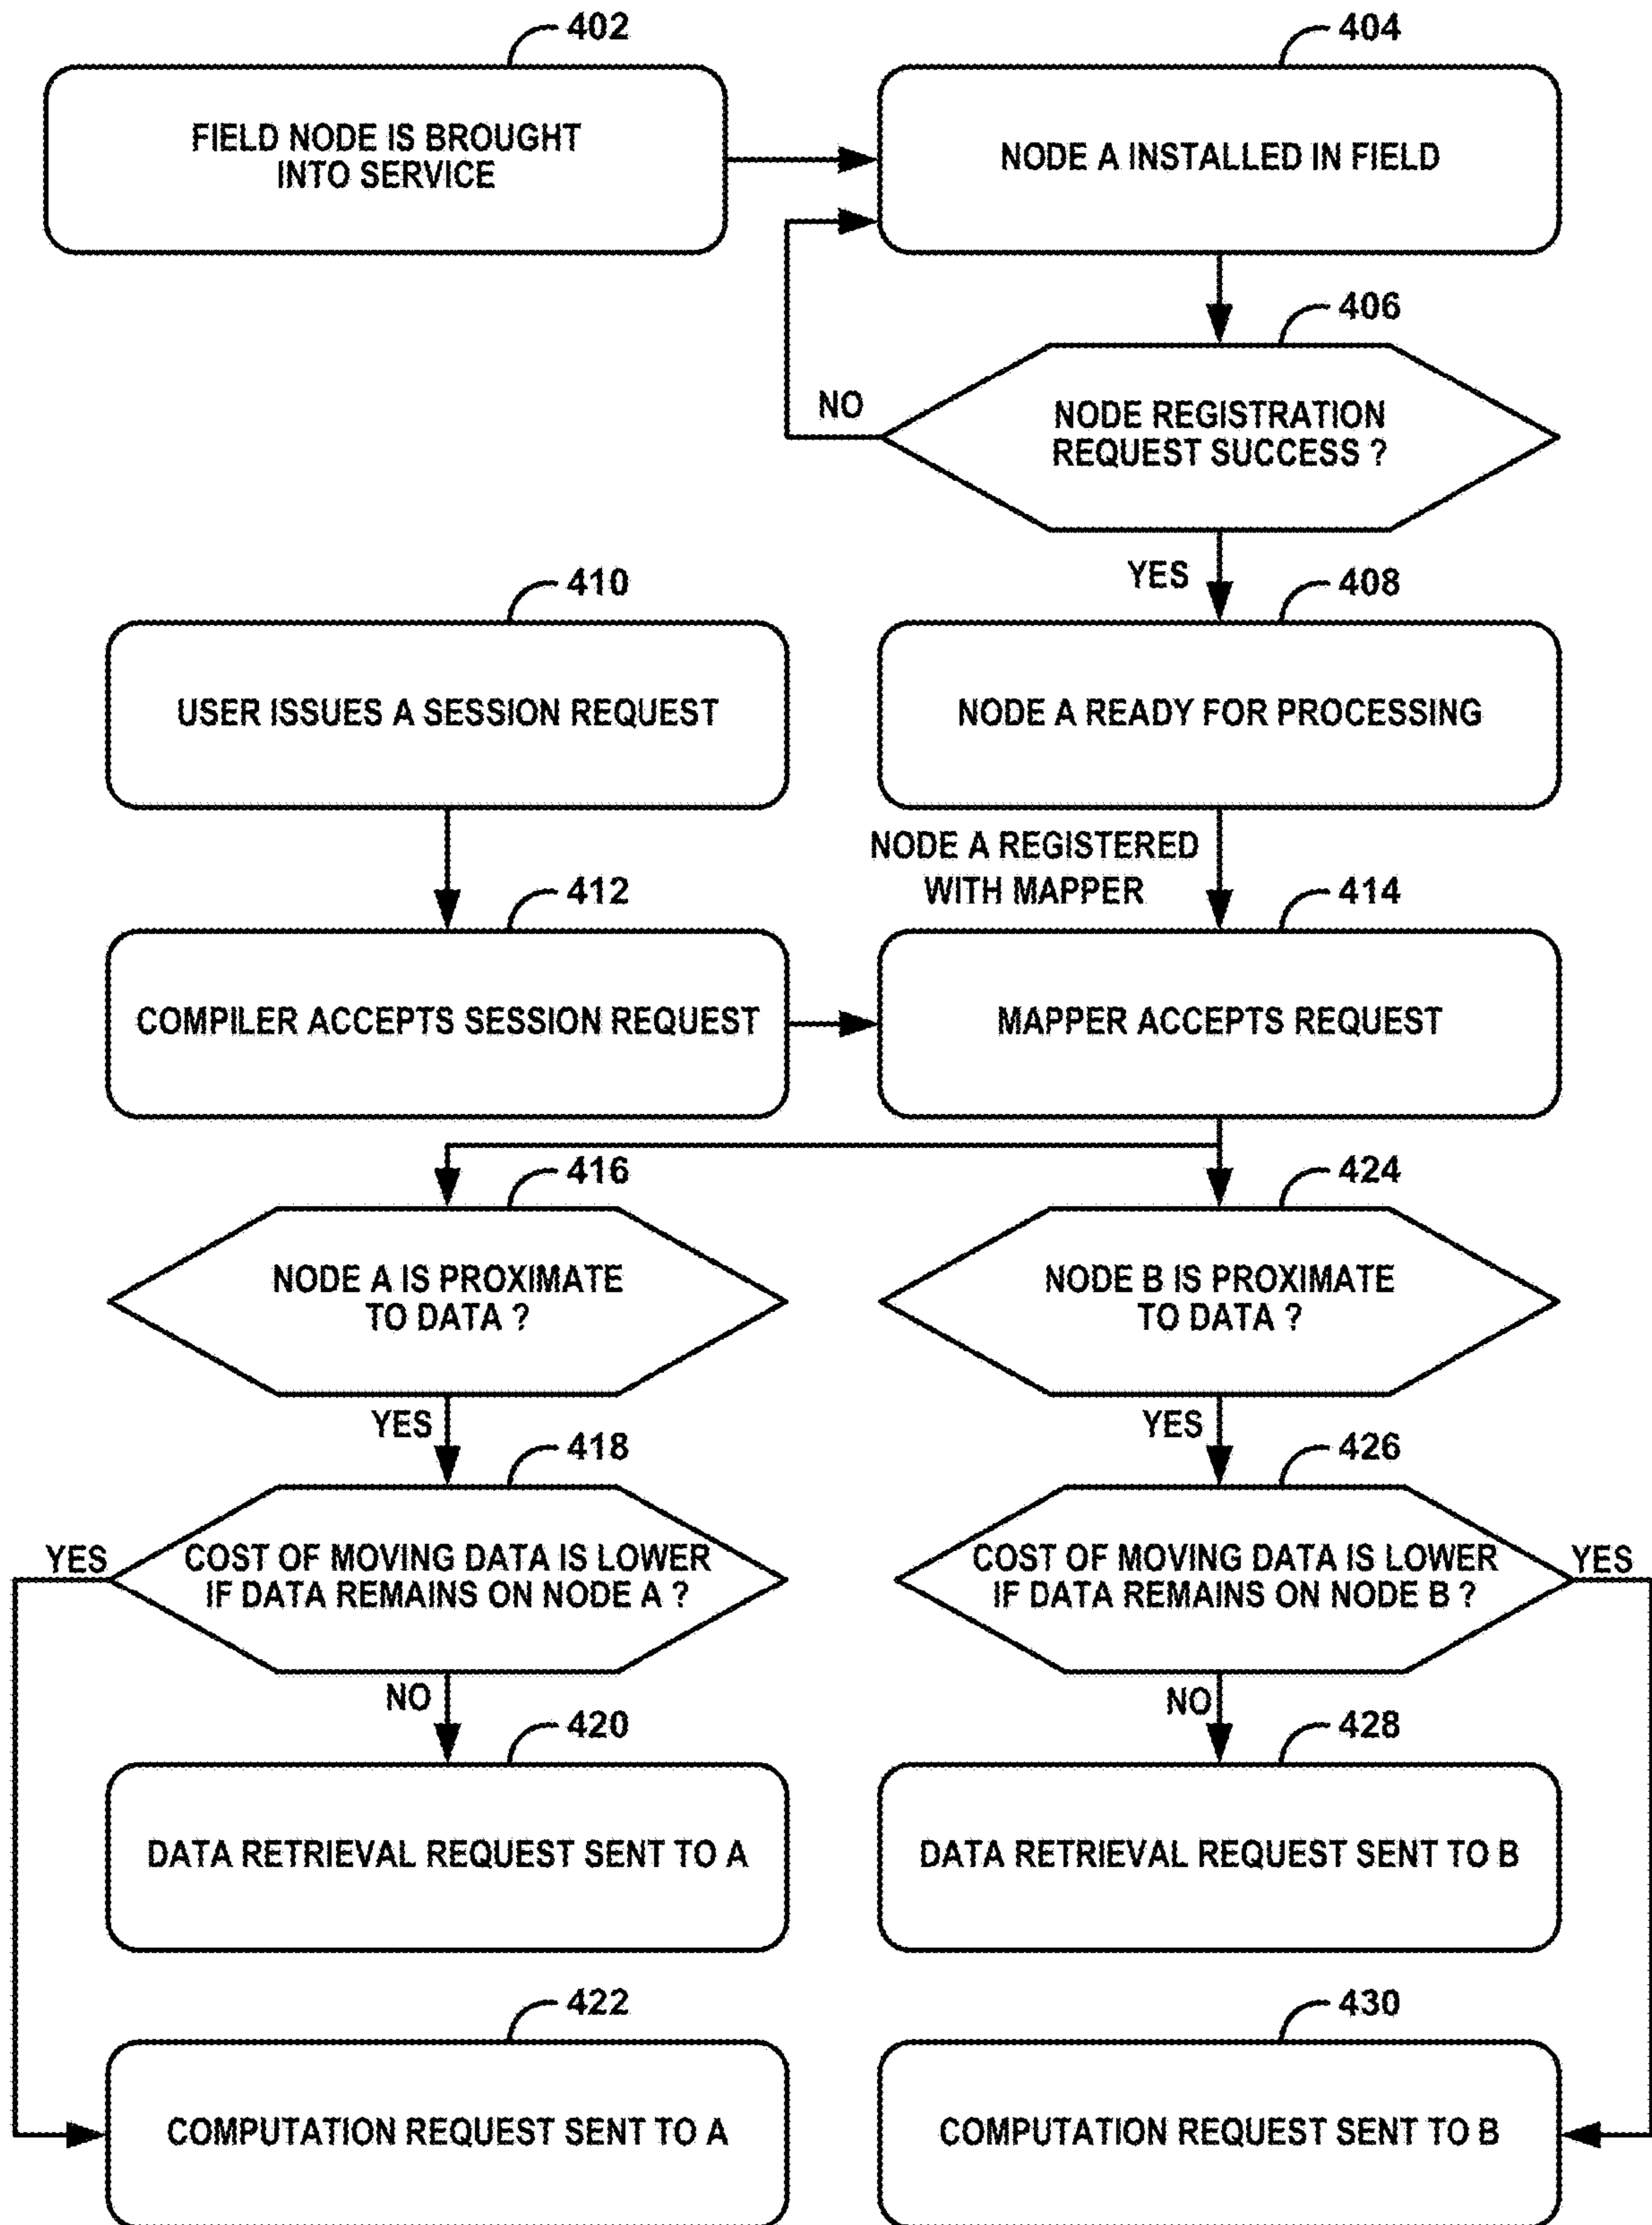 402
FIELD NODE IS BROUGHT
INTO SERVICE
404
NODE A INSTALLED IN FIELD
406
NODE REGISTRATION
REQUEST SUCCESS ?
NO
YES
408
NODE A READY FOR PROCESSING
410
USER ISSUES A SESSION REQUEST
NODE A REGISTERED
WITH MAPPER
412
COMPILER ACCEPTS SESSION REQUEST
414
MAPPER ACCEPTS REQUEST
416
NODE A IS PROXIMATE
TO DATA ?
YES
424
NODE B IS PROXIMATE
TO DATA ?
YES
418
COST OF MOVING DATA IS LOWER
IF DATA REMAINS ON NODE A ?
YES
NO
426
COST OF MOVING DATA IS LOWER
IF DATA REMAINS ON NODE B ?
YES
NO
420
DATA RETRIEVAL REQUEST SENT TO A
428
DATA RETRIEVAL REQUEST SENT TO B
422
COMPUTATION REQUEST SENT TO A
430
COMPUTATION REQUEST SENT TO B